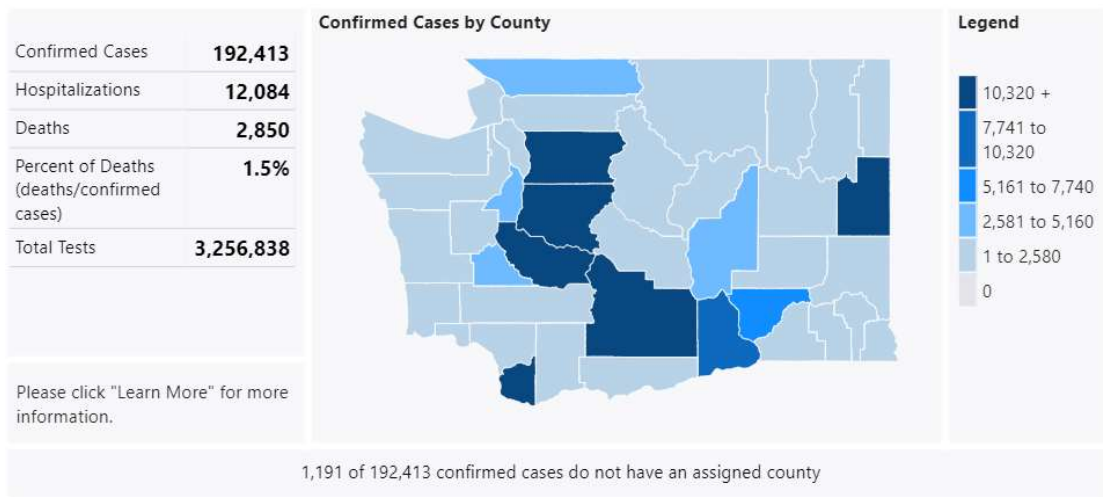 Confirmed Cases 192,413
Hospitalizations 12,084
Deaths 2,850
Percent of Deaths 1.5%
(deaths/confirmed
cases)
Total Tests 3,256,838
Please click "Learn More" for more
information.
Confirmed Cases by County
Legend
10,320 +
7,741 to
10,320
5,161 to 7,740
2,581 to 5,160
1 to 2,580
0
1,191 of 192,413 confirmed cases do not have an assigned county